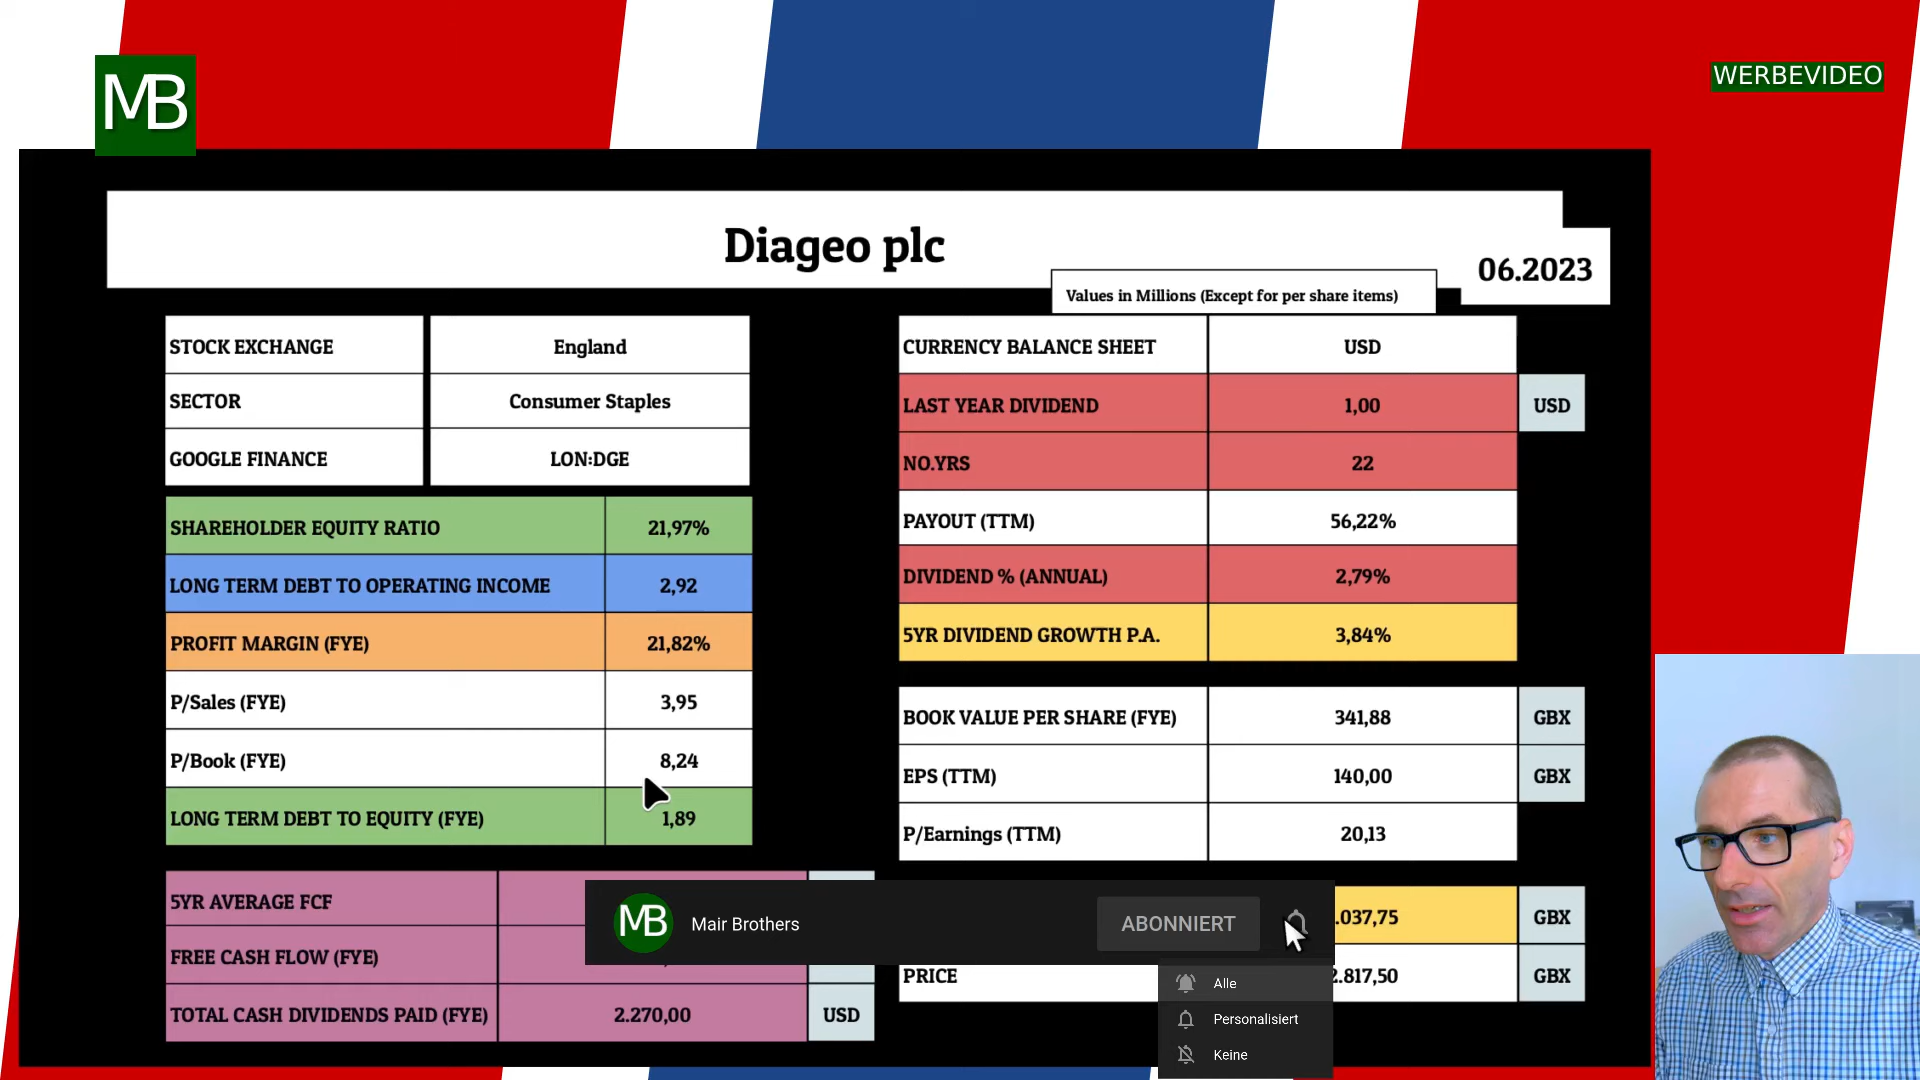 MB
WERBEVIDEO
Diageo plc
06.2023
Values in Millions (Except for per share items)
STOCK EXCHANGE England
SECTOR Consumer Staples
GOOGLE FINANCE LON:DGE
SHAREHOLDER EQUITY RATIO 21,97%
LONG TERM DEBT TO OPERATING INCOME 2,92
PROFIT MARGIN (FYE) 21,82%
P/Sales (FYE) 3,95
P/Book (FYE) 8,24
LONG TERM DEBT TO EQUITY (FYE) 1,89
CURRENCY BALANCE SHEET USD
LAST YEAR DIVIDEND 1,00 USD
NO.YRS 22
PAYOUT (TTM) 56,22%
DIVIDEND % (ANNUAL) 2,79%
5YR DIVIDEND GROWTH P.A. 3,84%
BOOK VALUE PER SHARE (FYE) 341,88 GBX
EPS (TTM) 140,00 GBX
P/Earnings (TTM) 20,13
.037,75 GBX
PRICE 2.817,50 GBX
5YR AVERAGE FCF
FREE CASH FLOW (FYE)
TOTAL CASH DIVIDENDS PAID (FYE) 2.270,00 USD
MB Mair Brothers ABONNIERT
Alle
Personalisiert
Keine